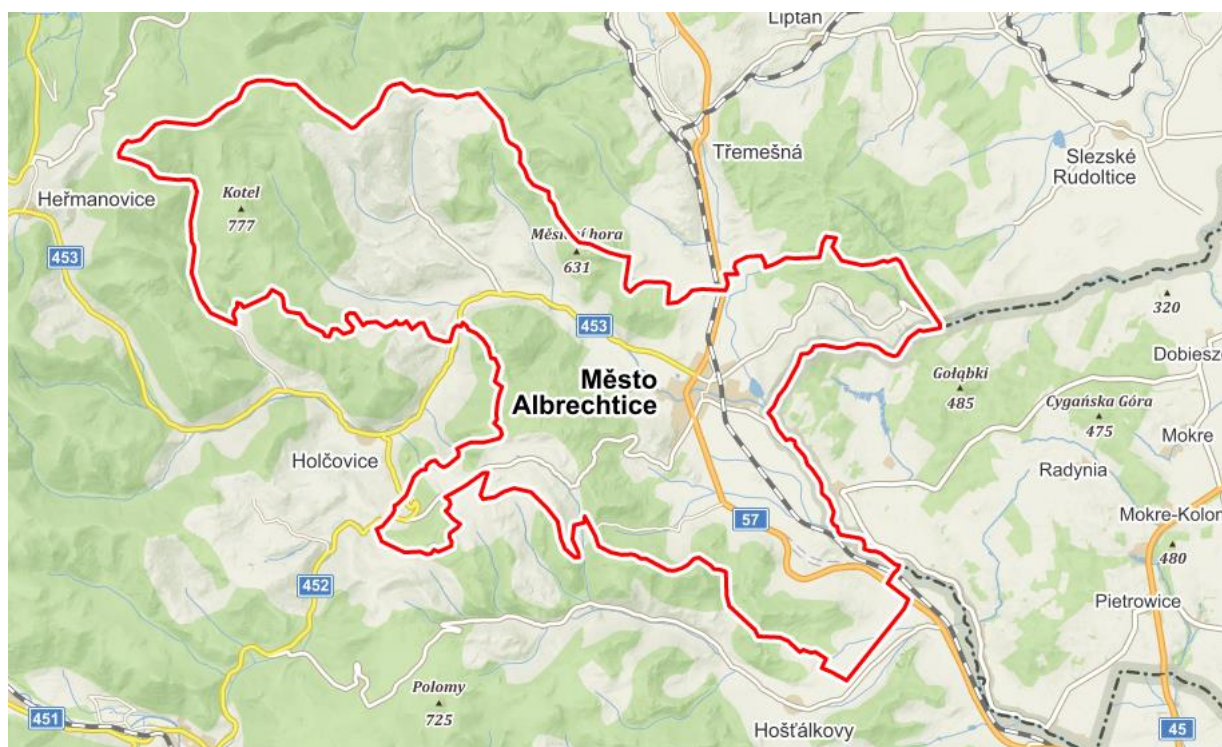 Liptaň
Třemešná
Slezské
Rudoltice
Heřmanovice
Kotel
777
Městní hora
631
453
453
320
Dobiesz
Město
Albrechtice
Gołąbki
485
Cygańska Góra
475
Mokre
Holčovice
Radynia
57
Mokre-Kolon
480
452
Pietrowice
Polomy
725
451
Hošťálkovy
45